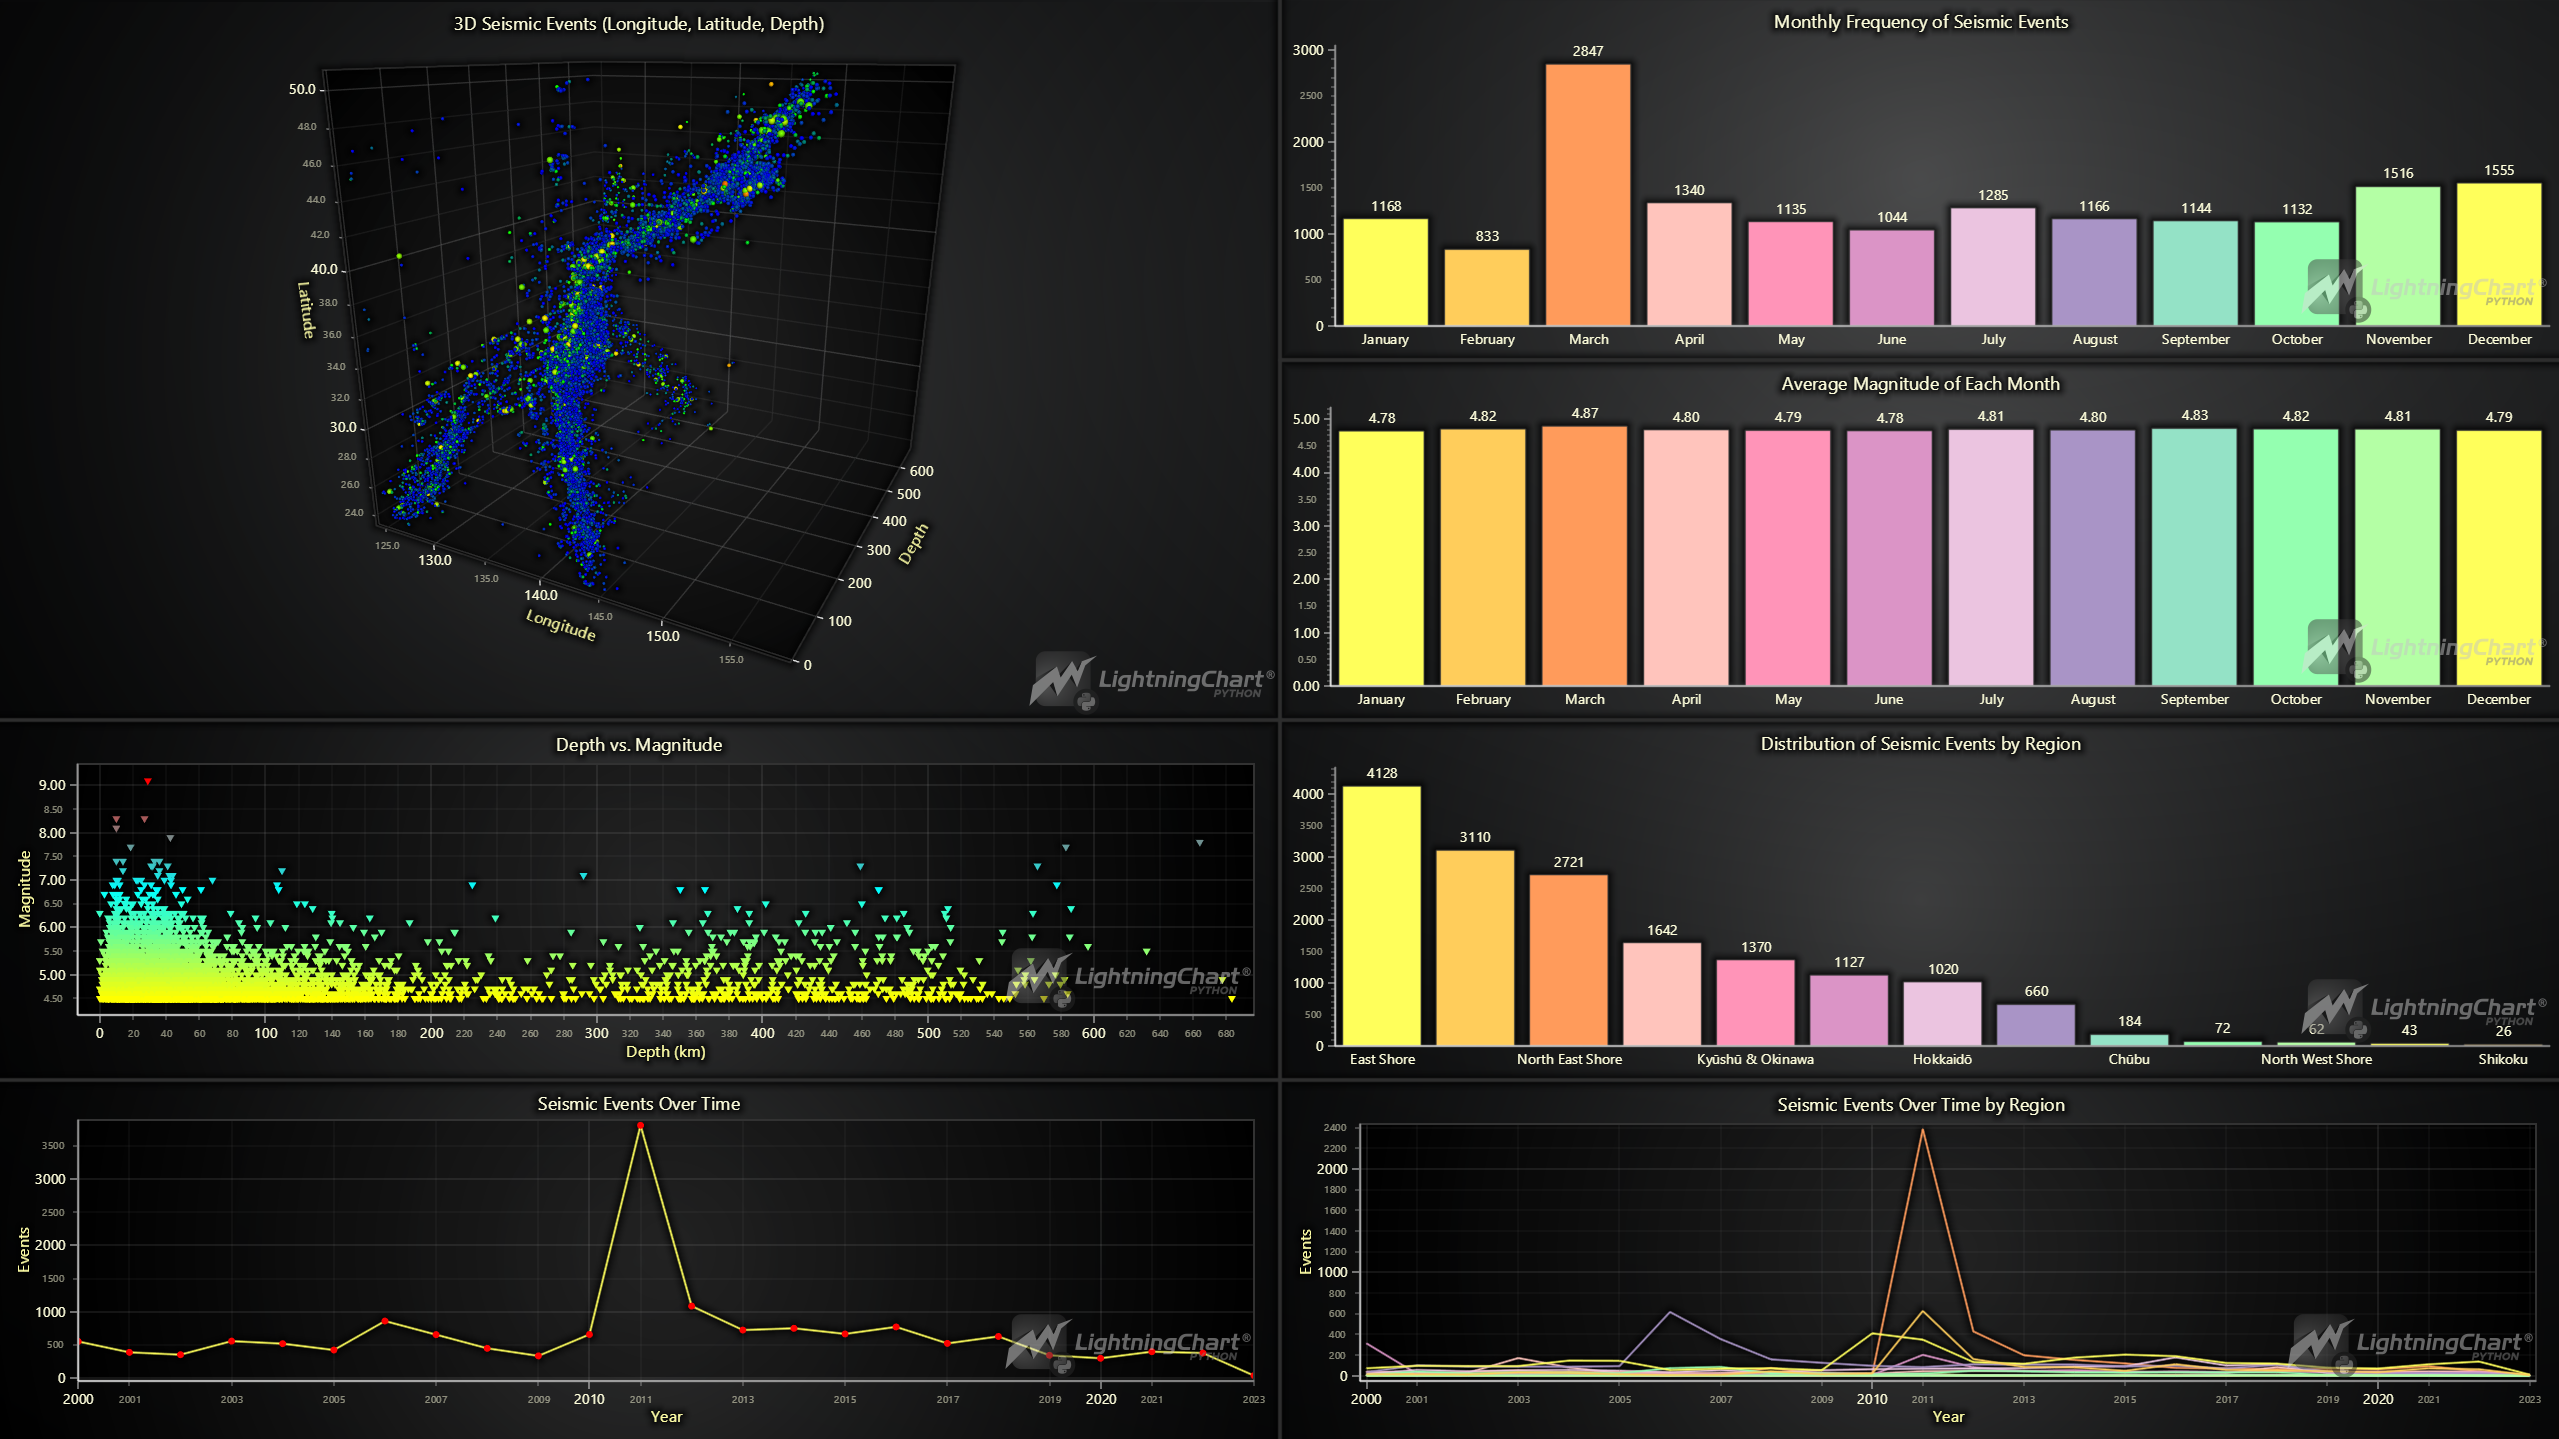 3D Seismic Events (Longitude, Latitude, Depth)
50.0
48.0
46.0
44.0
42.0
40.0
38.0
36.0
34.0
32.0
30.0
28.0
26.0
24.0
Latitude
125.0
130.0
135.0
140.0
145.0
150.0
155.0
Longitude
600
500
400
300
200
100
0
Depth
LightningChart®
PYTHON
Monthly Frequency of Seismic Events
3000
2500
2000
1500
1000
500
0
1168 833 2847 1340 1135 1044 1285 1166 1144 1132 1516 1555
January February March April May June July August September October November December
LightningChart®
PYTHON
Average Magnitude of Each Month
5.00
4.50
4.00
3.50
3.00
2.50
2.00
1.50
1.00
0.50
0.00
4.78 4.82 4.87 4.80 4.79 4.78 4.81 4.80 4.83 4.82 4.81 4.79
January February March April May June July August September October November December
LightningChart®
PYTHON
Depth vs. Magnitude
Magnitude
9.00
8.50
8.00
7.50
7.00
6.50
6.00
5.50
5.00
4.50
0 20 40 60 80 100 120 140 160 180 200 220 240 260 280 300 320 340 360 380 400 420 440 460 480 500 520 540 560 580 600 620 640 660 680
Depth (km)
LightningChart®
PYTHON
Distribution of Seismic Events by Region
4000
3500
3000
2500
2000
1500
1000
500
0
4128 3110 2721 1642 1370 1127 1020 660 184 72 62 43 26
East Shore North East Shore Kyūshū & Okinawa Hokkaidō Chūbu North West Shore Shikoku
LightningChart®
PYTHON
Seismic Events Over Time
Events
3500
3000
2500
2000
1500
1000
500
0
2000 2001 2003 2005 2007 2009 2010 2011 2013 2015 2017 2019 2020 2021 2023
Year
LightningChart®
PYTHON
Seismic Events Over Time by Region
Events
2400
2200
2000
1800
1600
1400
1200
1000
800
600
400
200
0
2000 2001 2003 2005 2007 2009 2010 2011 2013 2015 2017 2019 2020 2021 2023
Year
LightningChart®
PYTHON